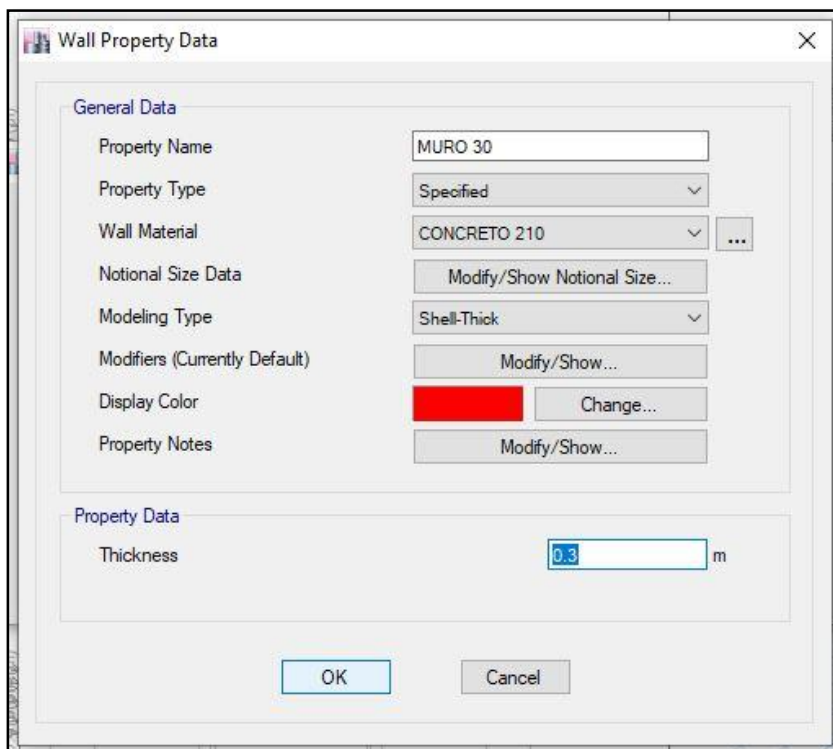 Wall Property Data
General Data
Property Name MURO 30
Property Type Specified
Wall Material CONCRETO 210 ...
Notional Size Data Modify/Show Notional Size...
Modeling Type Shell-Thick
Modifiers (Currently Default) Modify/Show...
Display Color Change...
Property Notes Modify/Show...
Property Data
Thickness 0.3 m
OK Cancel